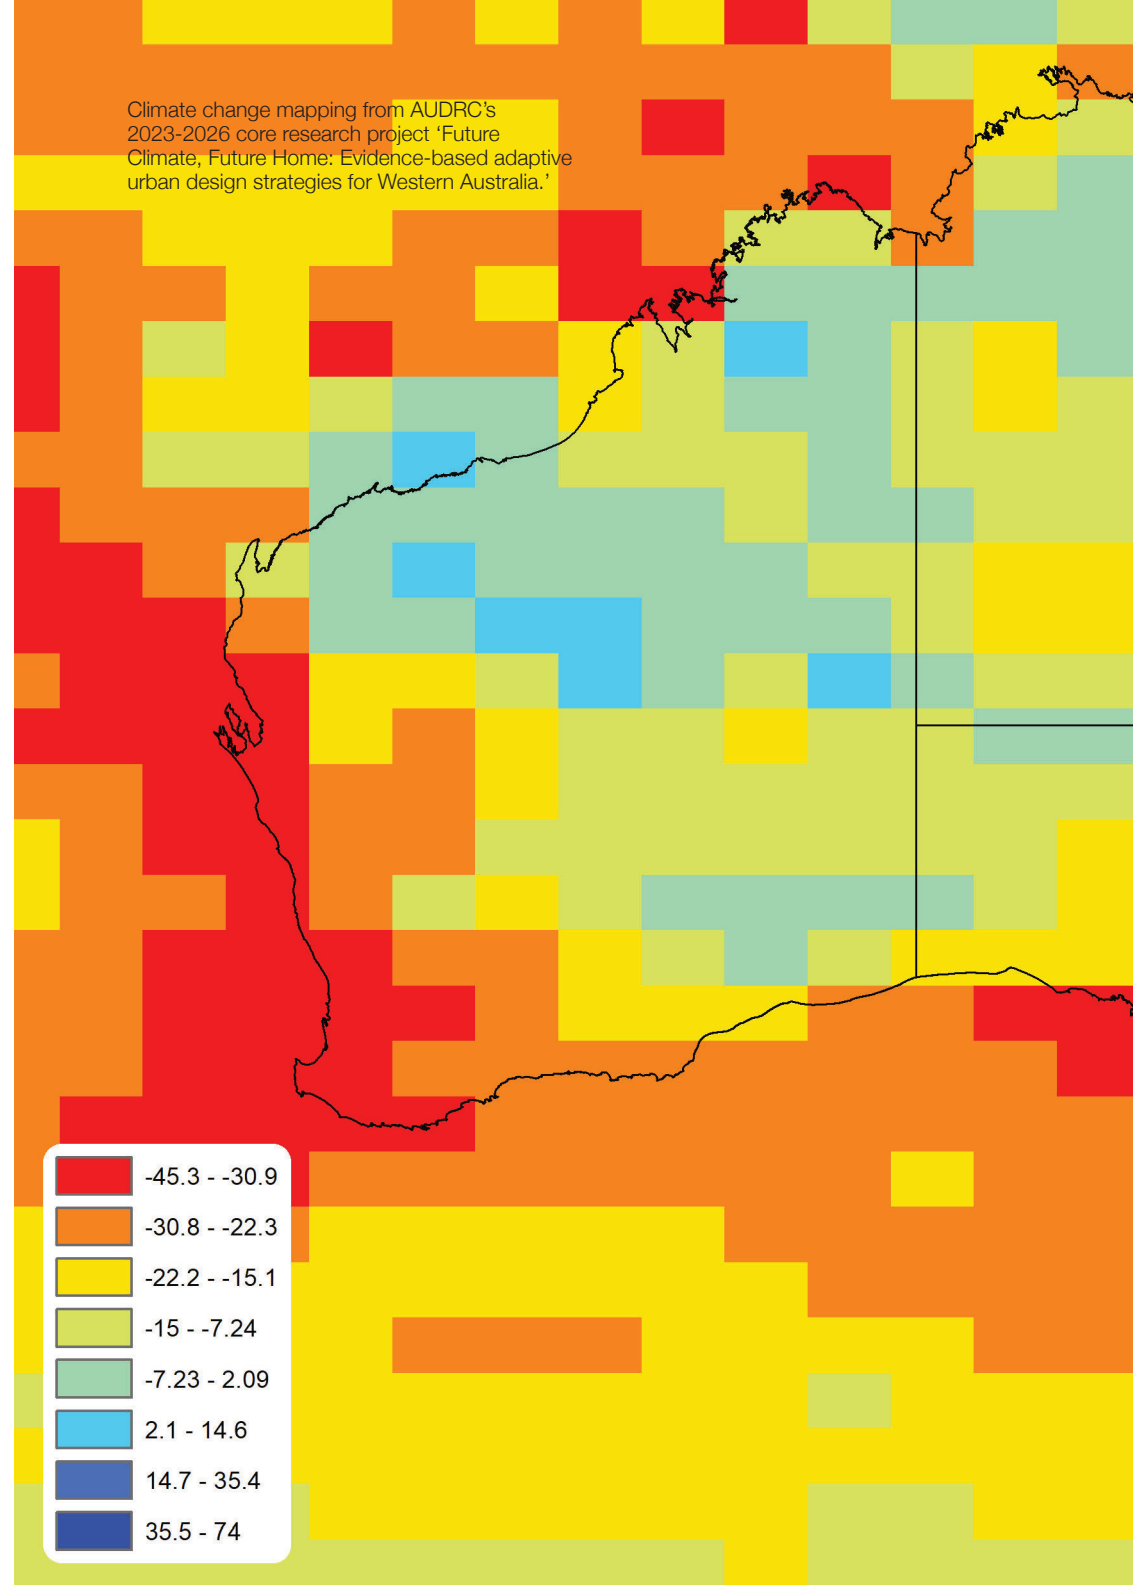 Climate change mapping from AUDRC’s
2023-2026 core research project ‘Future
Climate, Future Home: Evidence-based adaptive
urban design strategies for Western Australia.’
-45.3 - -30.9
-30.8 - -22.3
-22.2 - -15.1
-15 - -7.24
-7.23 - 2.09
2.1 - 14.6
14.7 - 35.4
35.5 - 74